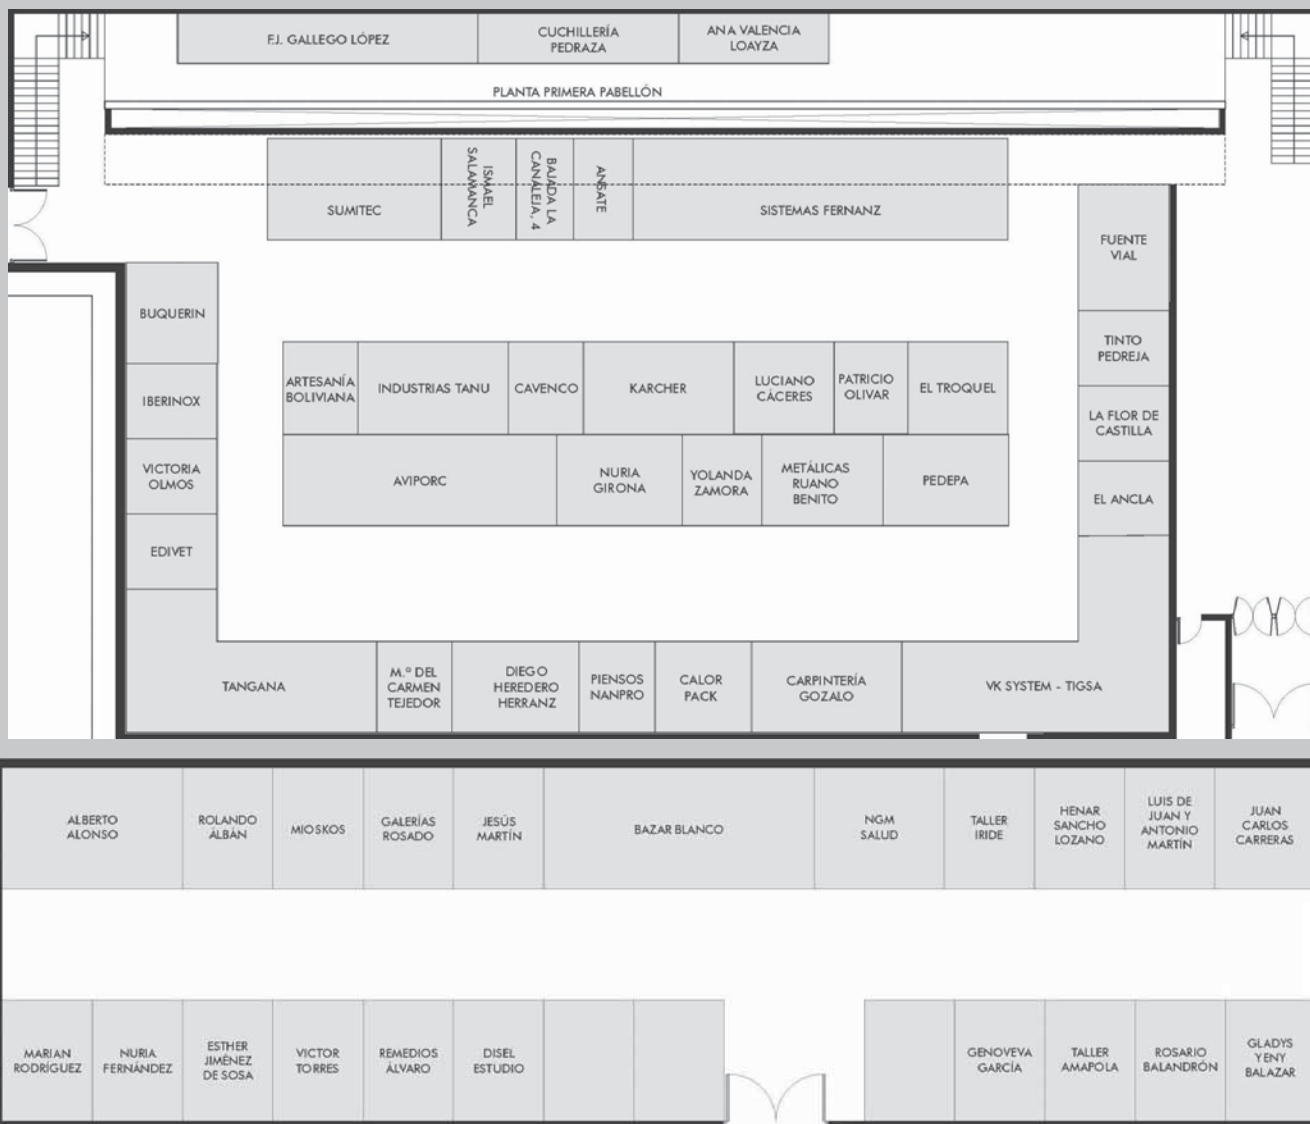 F.J. GALLEGO LÓPEZ
CUCHILLERÍA
PEDRAZA
ANA VALENCIA
LOAYZA
PLANTA PRIMERA PABELLÓN
SUMITEC
ISMAEL
SALAMANCA
BAJADA LA
CANALEJA, 4
ANSATE
SISTEMAS FERNANZ
FUENTE
VIAL
BUQUERIN
TINTO
PEDREJA
IBERINOX
ARTESANÍA
BOLIVIANA
INDUSTRIAS TANU
CAVENCO
KARCHER
LUCIANO
CÁCERES
PATRICIO
OLIVAR
EL TROQUEL
LA FLOR DE
CASTILLA
VICTORIA
OLMOS
AVIPORC
NURIA
GIRONA
YOLANDA
ZAMORA
METÁLICAS
RUANO
BENITO
PEDEPA
EL ANCLA
EDIVET
TANGANA
M.º DEL
CARMEN
TEJEDOR
DIEGO
HEREDERO
HERRANZ
PIENSOS
NANPRO
CALOR
PACK
CARPINTERÍA
GOZALO
VK SYSTEM - TIGSA
ALBERTO
ALONSO
ROLANDO
ÁLBÁN
MIOSKOS
GALERÍAS
ROSADO
JESÚS
MARTÍN
BAZAR BLANCO
NGM
SALUD
TALLER
IRIDE
HENAR
SANCHO
LOZANO
LUIS DE
JUAN Y
ANTONIO
MARTÍN
JUAN
CARLOS
CARRERAS
MARIAN
RODRÍGUEZ
NURIA
FERNÁNDEZ
ESTHER
JIMÉNEZ
DE SOSA
VICTOR
TORRES
REMEDIOS
ÁLVARO
DISEL
ESTUDIO
GENOVEVA
GARCÍA
TALLER
AMAPOLA
ROSARIO
BALANDRÓN
GLADYS
YENY
BALAZAR